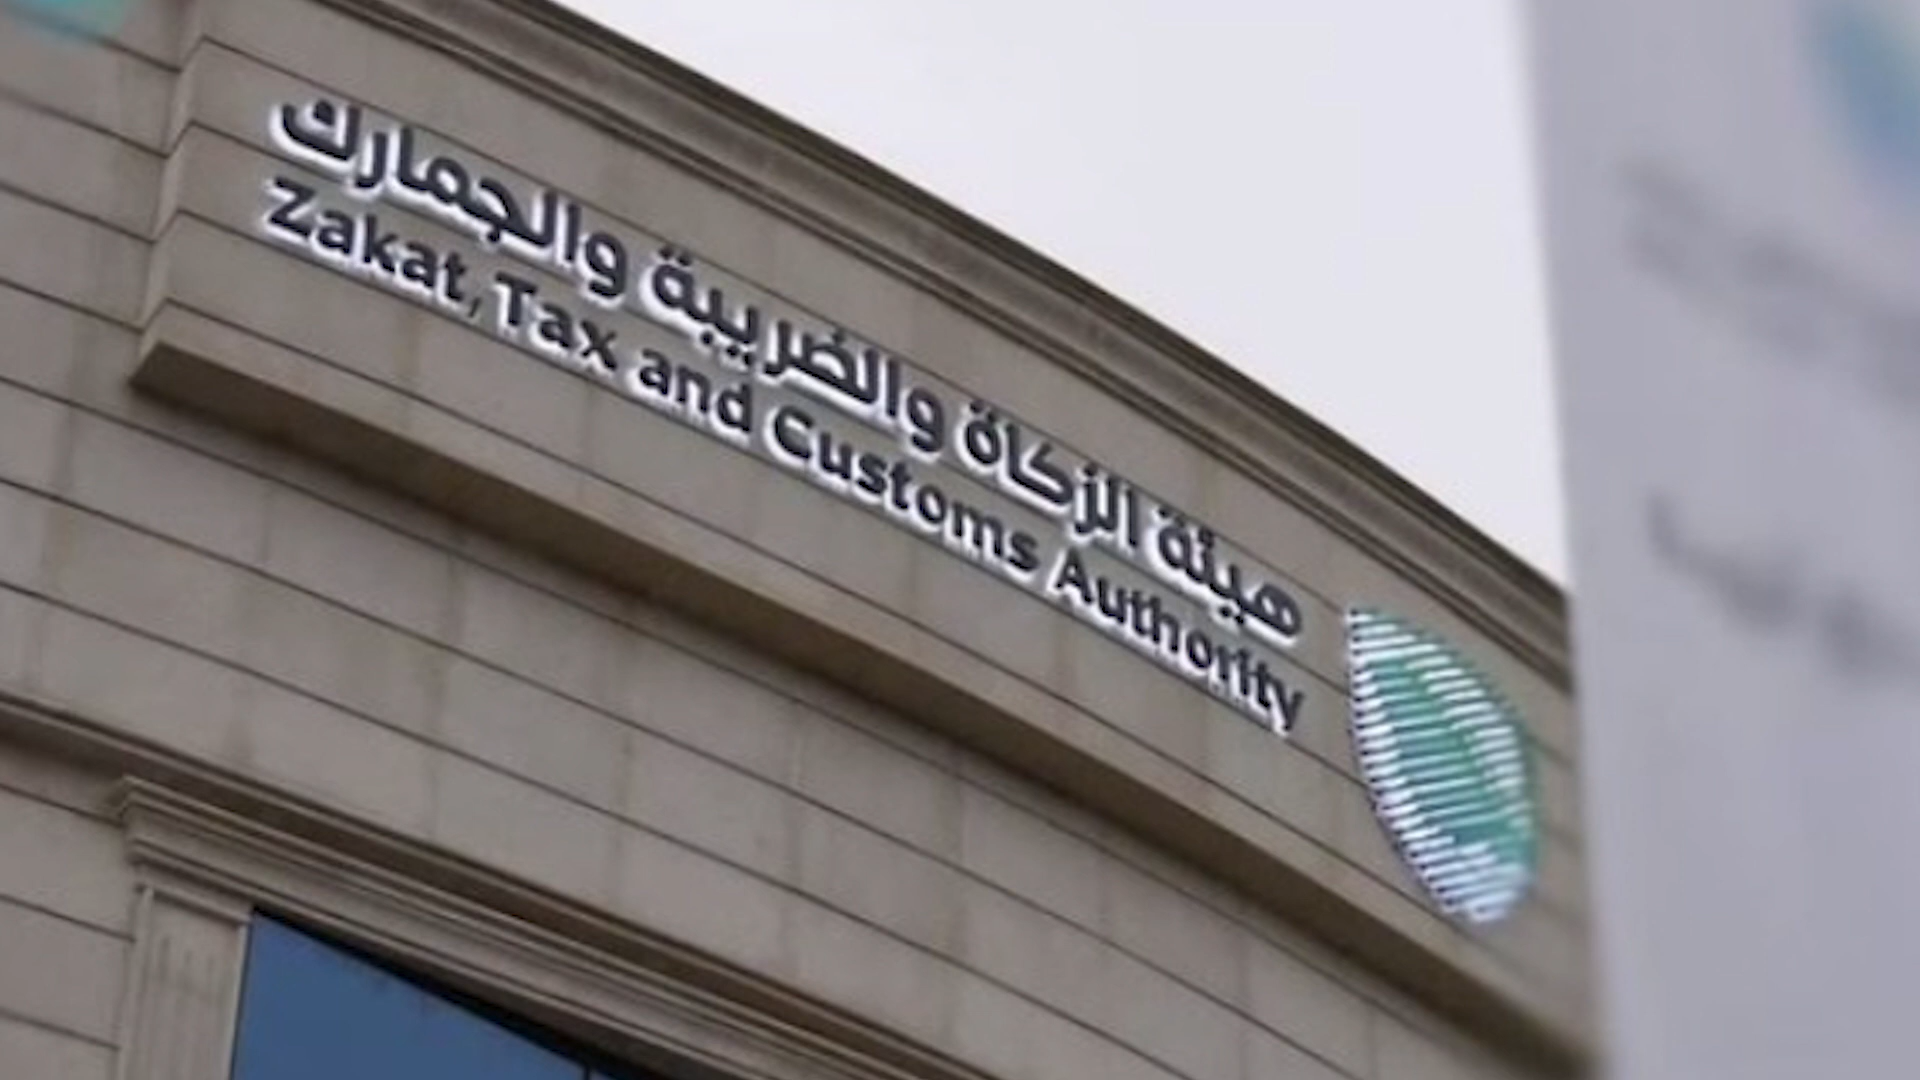 هيئة الزكاة والضريبة والجمارك
Zakat, Tax and Customs Authority